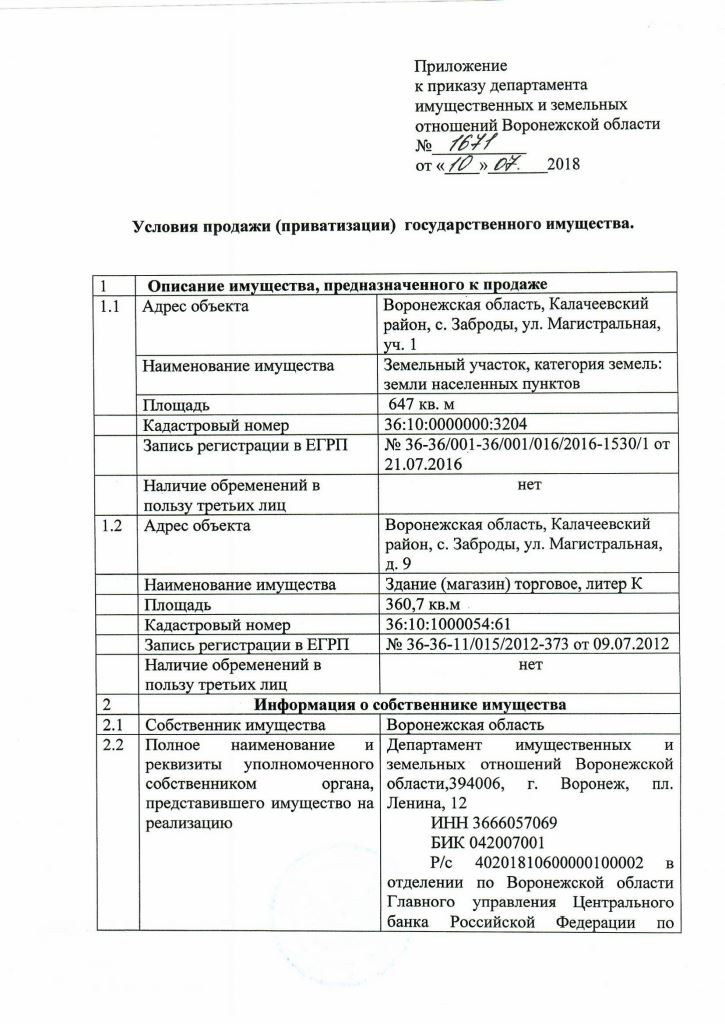 Приложение
к приказу департамента
имущественных и земельных
отношений Воронежской области
№ 1671
от « 10 » 07. 2018
Условия продажи (приватизации) государственного имущества.
1 Описание имущества, предназначенного к продаже
1.1 Адрес объекта Воронежская область, Калачеевский
район, с. Заброды, ул. Магистральная,
уч. 1
Наименование имущества Земельный участок, категория земель:
земли населенных пунктов
Площадь 647 кв. м
Кадастровый номер 36:10:0000000:3204
Запись регистрации в ЕГРП № 36-36/001-36/001/016/2016-1530/1 от
21.07.2016
Наличие обременений в нет
пользу третьих лиц
1.2 Адрес объекта Воронежская область, Калачеевский
район, с. Заброды, ул. Магистральная,
д. 9
Наименование имущества Здание (магазин) торговое, литер К
Площадь 360,7 кв.м
Кадастровый номер 36:10:1000054:61
Запись регистрации в ЕГРП № 36-36-11/015/2012-373 от 09.07.2012
Наличие обременений в нет
пользу третьих лиц
2 Информация о собственнике имущества
2.1 Собственник имущества Воронежская область
2.2 Полное наименование и Департамент имущественных и
реквизиты уполномоченного земельных отношений Воронежской
собственником органа, области,394006, г. Воронеж, пл.
представившего имущество на Ленина, 12
реализацию ИНН 3666057069
БИК 042007001
Р/с 40201810600000100002 в
отделении по Воронежской области
Главного управления Центрального
банка Российской Федерации по